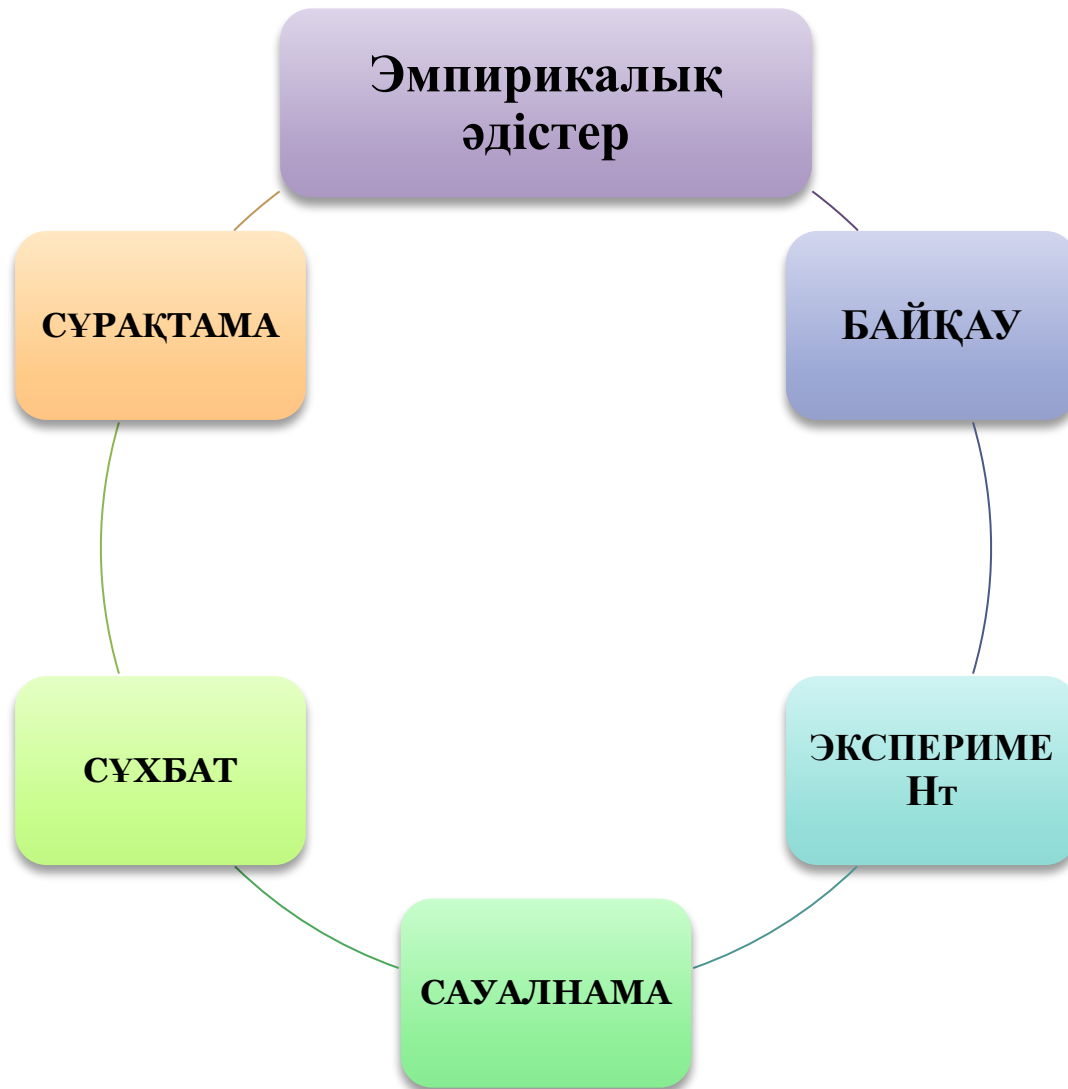 Эмпирикалық
әдістер
СҰРАҚТАМА
БАЙҚАУ
СҰХБАТ
ЭКСПЕРИМЕ
Нт
САУАЛНАМА